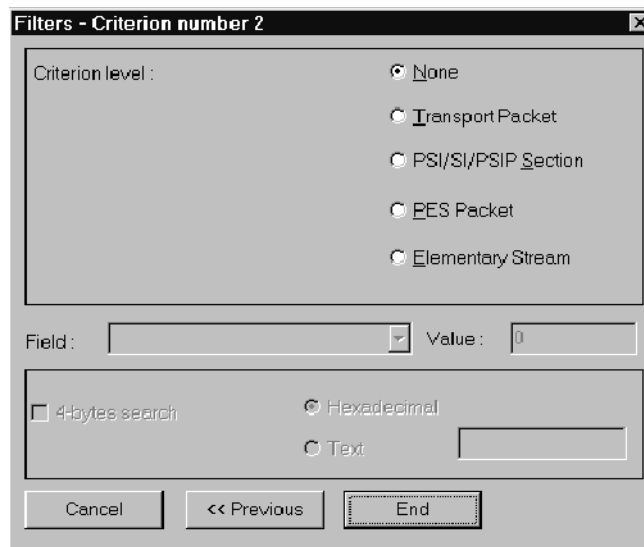 Filters - Criterion number 2
Criterion level :
None
Transport Packet
PSI/SI/PSIP Section
PES Packet
Elementary Stream
Field :
Value :
0
4-bytes search
Hexadecimal
Text
Cancel
<< Previous
End